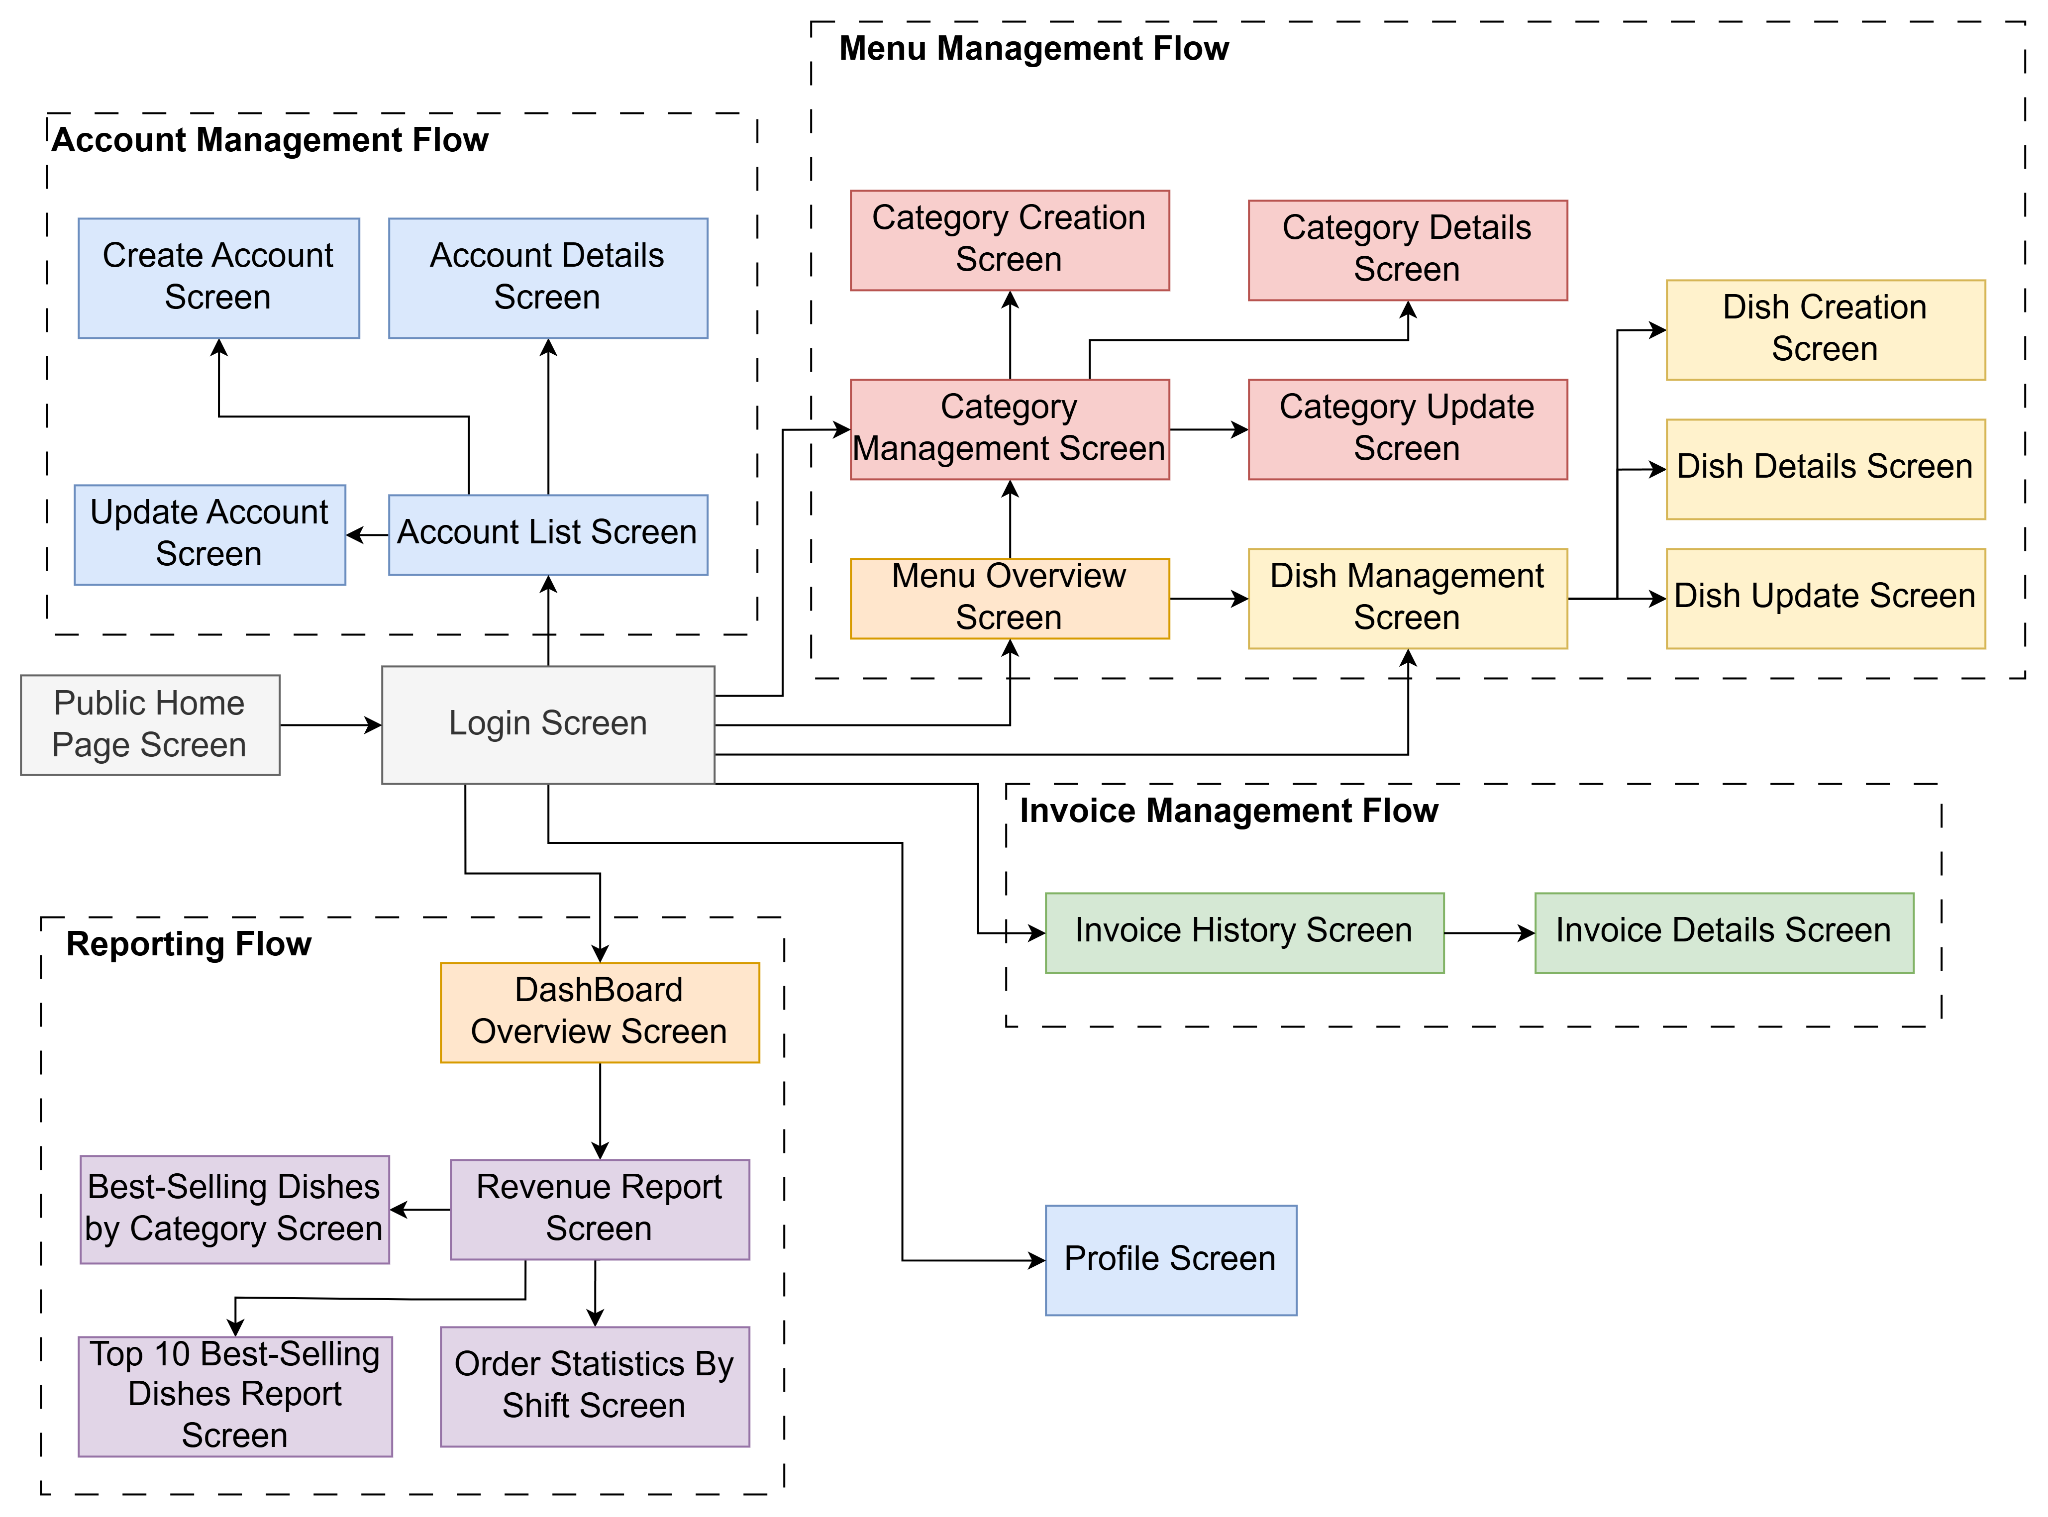 Menu Management Flow
Account Management Flow
Create Account
Screen
Account Details
Screen
Update Account
Screen
Account List Screen
Category Creation
Screen
Category Details
Screen
Dish Creation
Screen
Category
Management Screen
Category Update
Screen
Dish Details Screen
Menu Overview
Screen
Dish Management
Screen
Dish Update Screen
Public Home
Page Screen
Login Screen
Invoice Management Flow
Invoice History Screen
Invoice Details Screen
Reporting Flow
DashBoard
Overview Screen
Best-Selling Dishes
by Category Screen
Revenue Report
Screen
Profile Screen
Top 10 Best-Selling
Dishes Report
Screen
Order Statistics By
Shift Screen